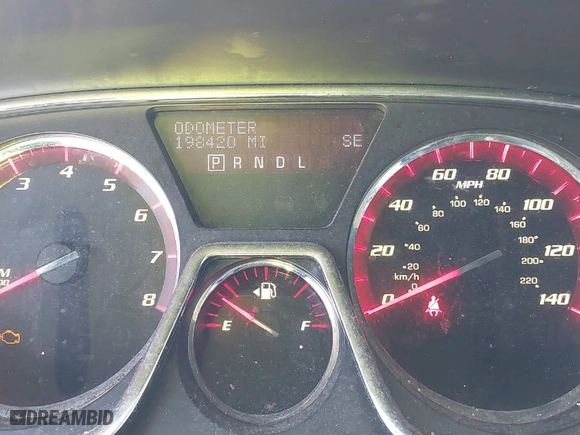 ODOMETER
198420 MI SE
P R N D L
3 4 5 6 7 8
E F
MPH
0 20 40 60 80 100 120 140
km/h
0 20 40 60 80 100 120 140 160 180 200 220
DREAMBID